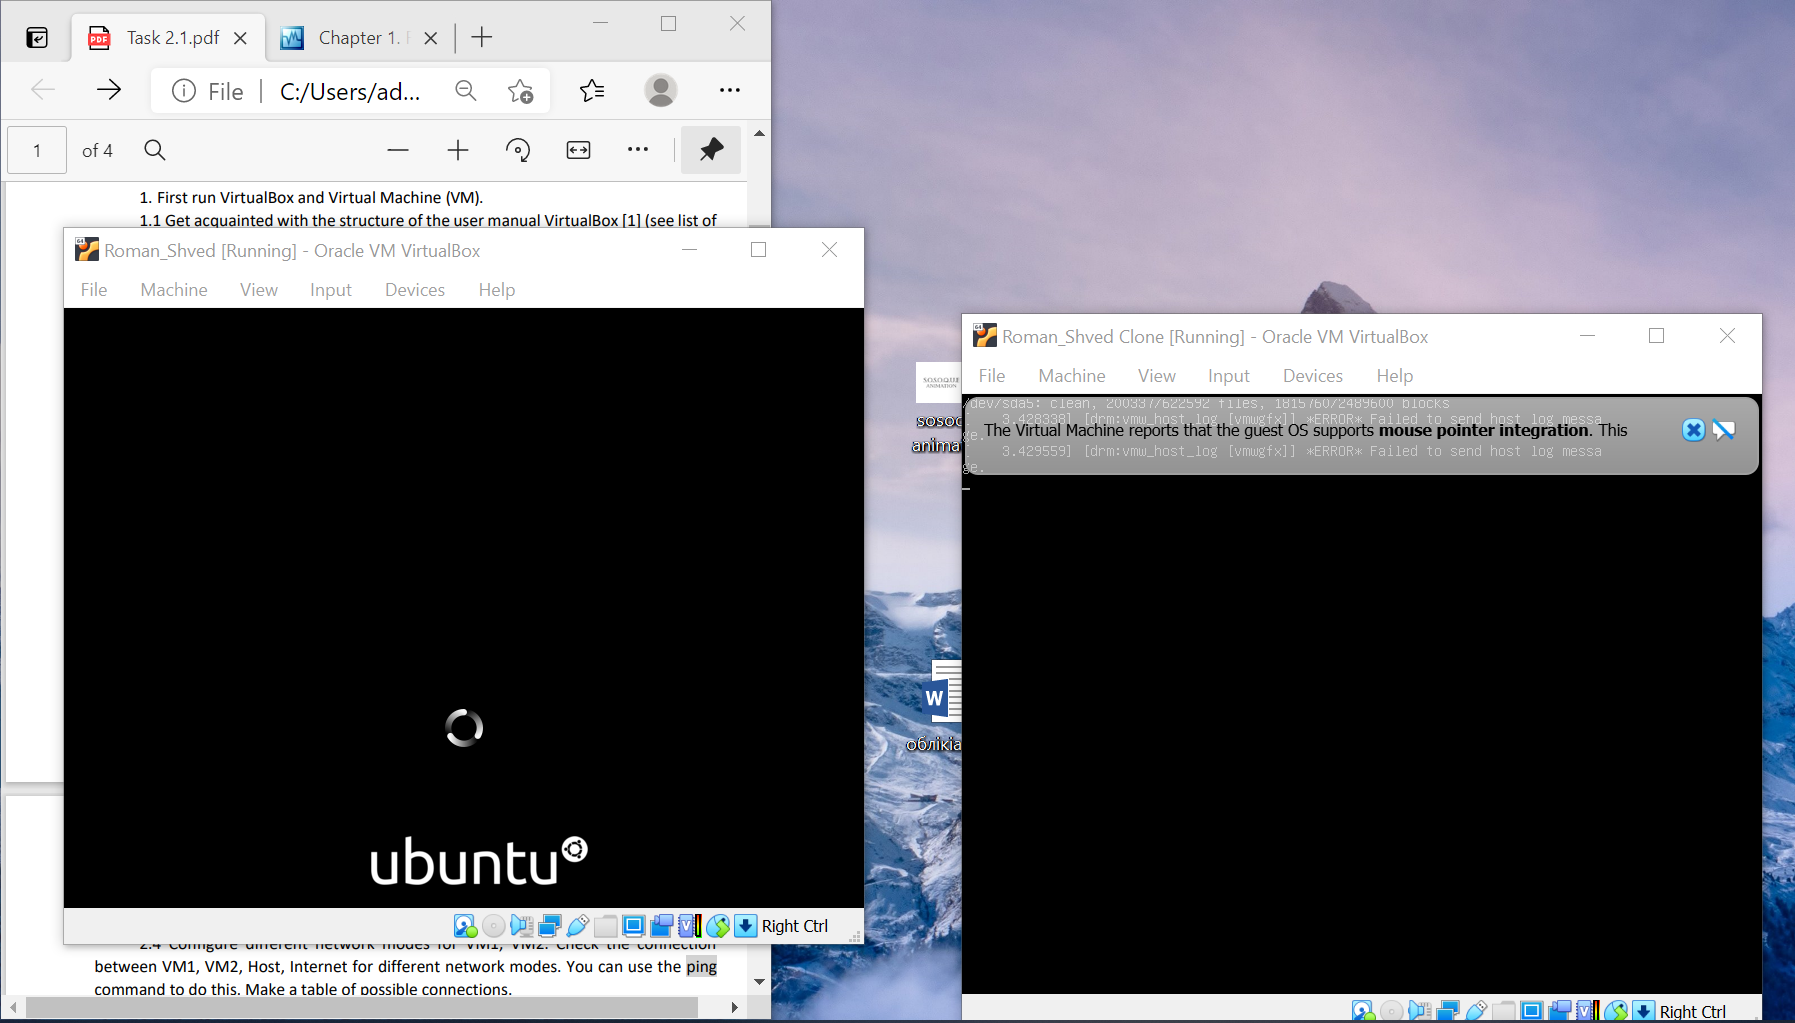 Task 2.1.pdf
Chapter 1.
File
C:/Users/ad...
1
of 4
1. First run VirtualBox and Virtual Machine (VM).
1.1 Get acquainted with the structure of the user manual VirtualBox [1] (see list of
Roman_Shved [Running] - Oracle VM VirtualBox
File Machine View Input Devices Help
ubuntu
Right Ctrl
2.4 Configure different network modes for VM1, VM2. Check the connection
between VM1, VM2, Host, Internet for different network modes. You can use the ping
command to do this. Make a table of possible connections.
SOSOQUE
ANIMATION
sosoq
anima
W
облікіа
Roman_Shved Clone [Running] - Oracle VM VirtualBox
File Machine View Input Devices Help
/dev/sda5: clean, 200337/622592 files, 1815760/2489600 blocks
[ 3.428338] [drm:vmw_host_log [vmwgfx]] *ERROR* Failed to send host log messa
ge.
The Virtual Machine reports that the guest OS supports mouse pointer integration. This
[ 3.429559] [drm:vmw_host_log [vmwgfx]] *ERROR* Failed to send host log messa
ge.
Right Ctrl